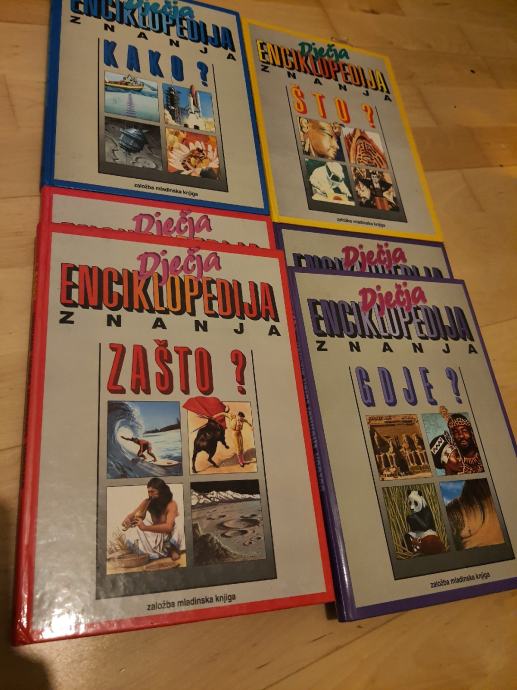 Dječja
ENCIKLOPEDIJA
ZNANJA
KAKO?
založba mladinska knjiga
Dječja
ENCIKLOPEDIJA
ZNANJA
ŠTO?
založba mladinska knjiga
Dječja
Dječja
ENCIKLOPEDIJA
Dječja
ENCIKLOPEDIJA
ZNANJA
ZAŠTO?
založba mladinska knjiga
Dječja
ENCIKLOPEDIJA
ZNANJA
GDJE?
založba mladinska knjiga